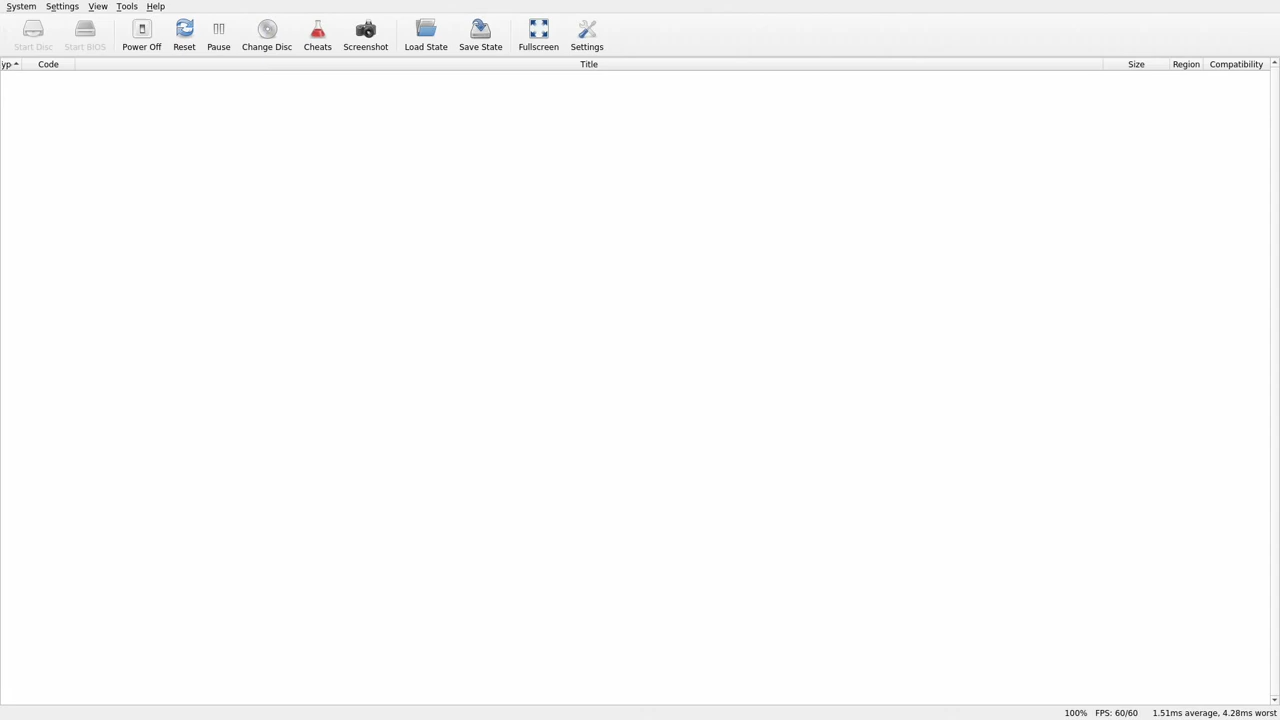 System Settings View Tools Help
Start Disc Start BIOS Power Off Reset Pause Change Disc Cheats Screenshot Load State Save State Fullscreen Settings
yp Code Title Size Region Compatibility
100% FPS: 60/60 1.51ms average, 4.28ms worst